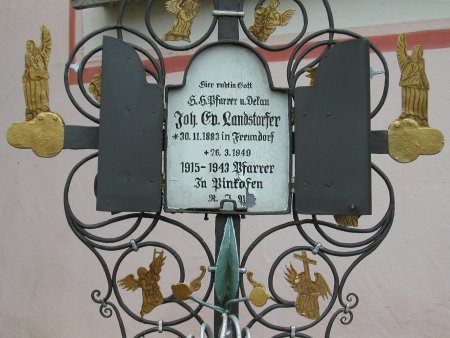 Hier ruht in Gott
H. H. Pfarrer u. Dekan
Joh. Ev. Landstorfer
*30. 11. 1883 in Freundorf
+26. 3. 1949
1915-1943 Pfarrer
In Pinkofen
R.